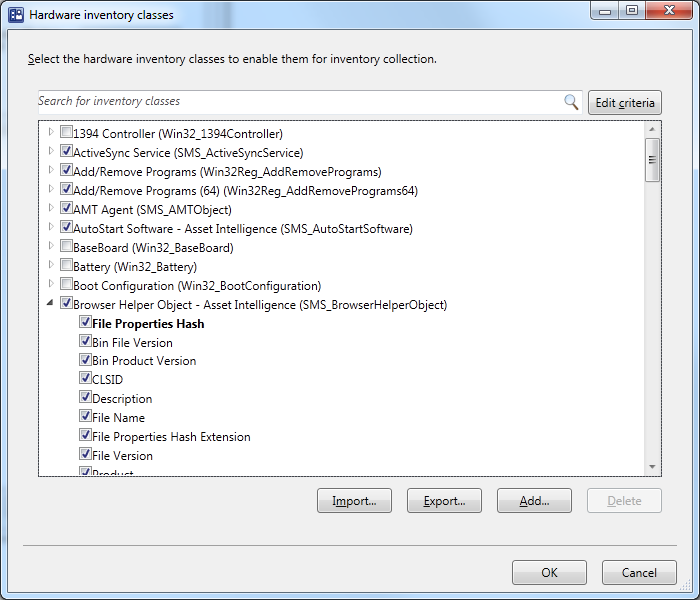 Hardware inventory classes
Select the hardware inventory classes to enable them for inventory collection.
Search for inventory classes
Edit criteria
1394 Controller (Win32_1394Controller)
ActiveSync Service (SMS_ActiveSyncService)
Add/Remove Programs (Win32Reg_AddRemovePrograms)
Add/Remove Programs (64) (Win32Reg_AddRemovePrograms64)
AMT Agent (SMS_AMTObject)
AutoStart Software - Asset Intelligence (SMS_AutoStartSoftware)
BaseBoard (Win32_BaseBoard)
Battery (Win32_Battery)
Boot Configuration (Win32_BootConfiguration)
Browser Helper Object - Asset Intelligence (SMS_BrowserHelperObject)
File Properties Hash
Bin File Version
Bin Product Version
CLSID
Description
File Name
File Properties Hash Extension
File Version
Product
Import... Export... Add... Delete
OK Cancel